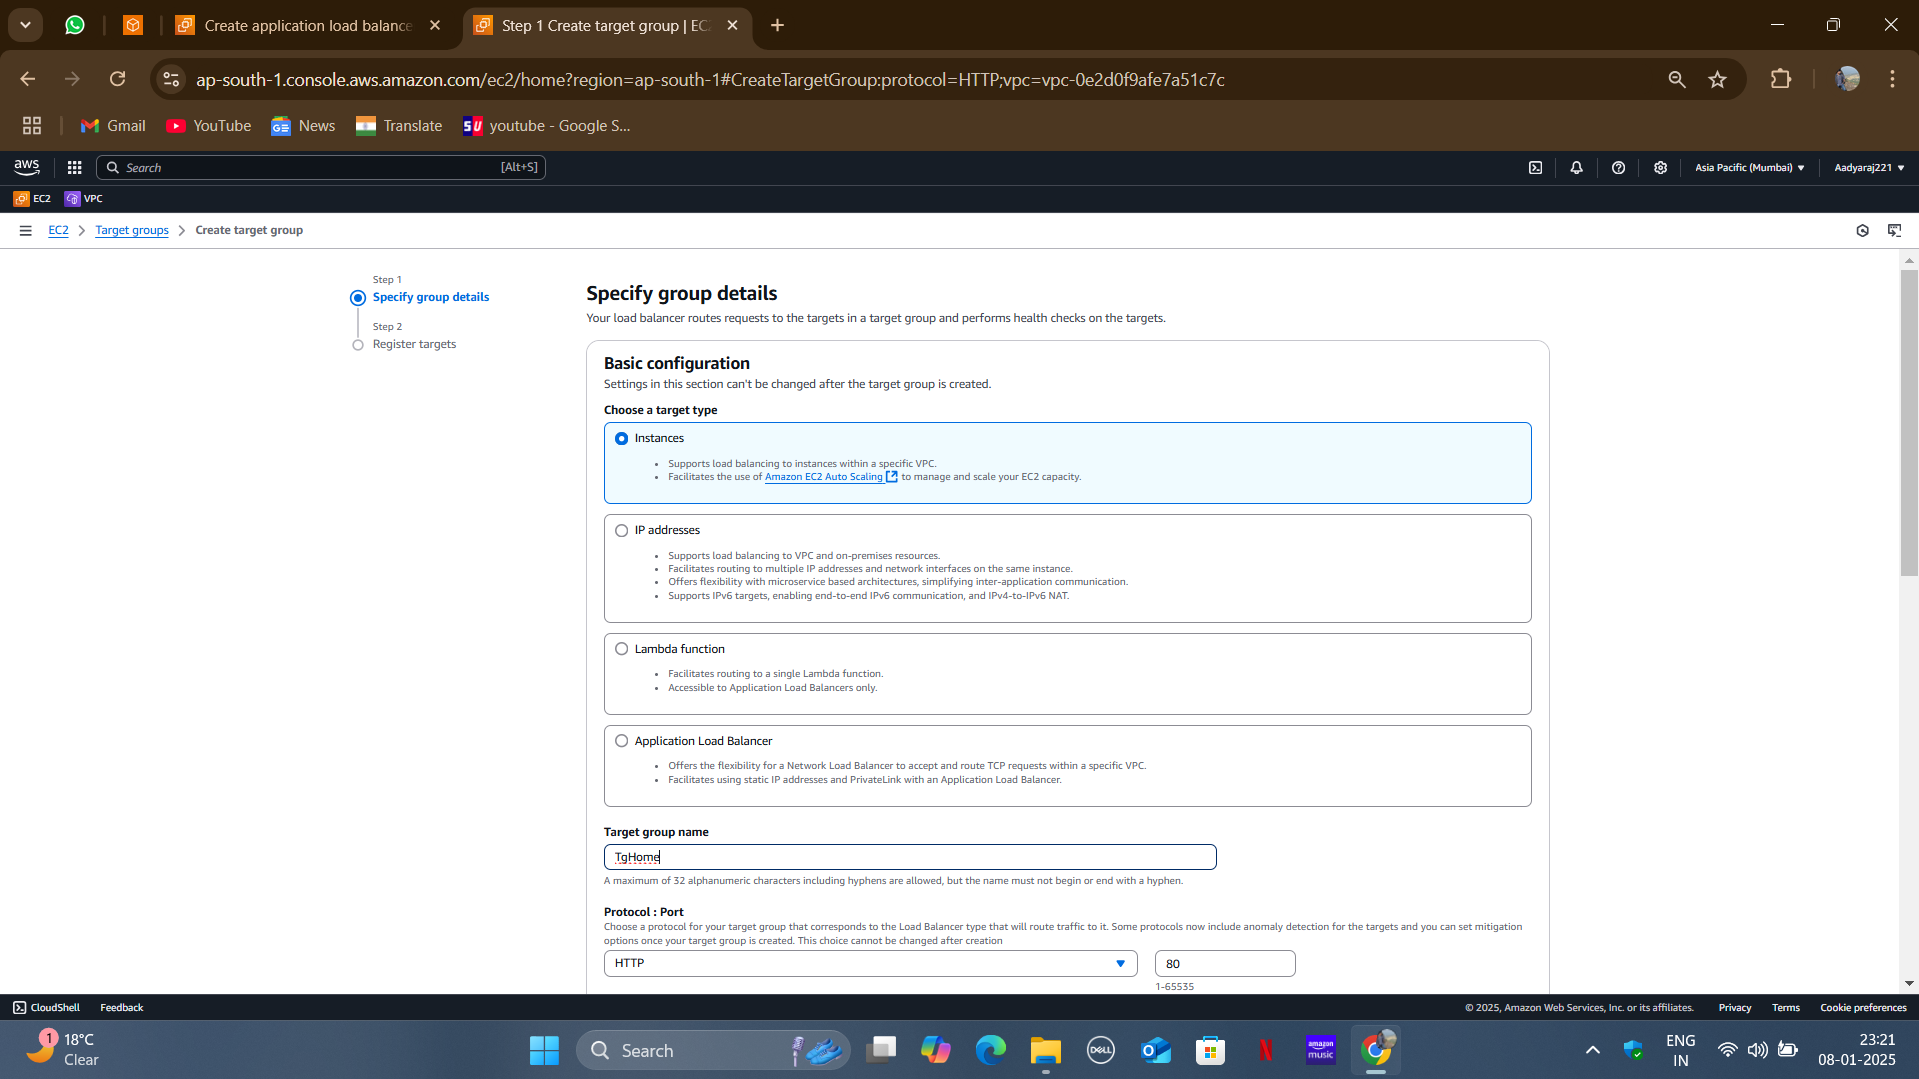 Create application load balance
Step 1 Create target group | EC
ap-south-1.console.aws.amazon.com/ec2/home?region=ap-south-1#CreateTargetGroup:protocol=HTTP;vpc=vpc-0e2d0f9afe7a51c7c
Gmail
YouTube
News
Translate
SU
youtube - Google S...
aws
Search
[Alt+S]
Asia Pacific (Mumbai)
Aadyaraj221
EC2
VPC
EC2
Target groups
Create target group
Step 1
Specify group details
Step 2
Register targets
Specify group details
Your load balancer routes requests to the targets in a target group and performs health checks on the targets.
Basic configuration
Settings in this section can't be changed after the target group is created.
Choose a target type
Instances
• Supports load balancing to instances within a specific VPC.
• Facilitates the use of Amazon EC2 Auto Scaling to manage and scale your EC2 capacity.
IP addresses
• Supports load balancing to VPC and on-premises resources.
• Facilitates routing to multiple IP addresses and network interfaces on the same instance.
• Offers flexibility with microservice based architectures, simplifying inter-application communication.
• Supports IPv6 targets, enabling end-to-end IPv6 communication, and IPv4-to-IPv6 NAT.
Lambda function
• Facilitates routing to a single Lambda function.
• Accessible to Application Load Balancers only.
Application Load Balancer
• Offers the flexibility for a Network Load Balancer to accept and route TCP requests within a specific VPC.
• Facilitates using static IP addresses and PrivateLink with an Application Load Balancer.
Target group name
TgHome
A maximum of 32 alphanumeric characters including hyphens are allowed, but the name must not begin or end with a hyphen.
Protocol : Port
Choose a protocol for your target group that corresponds to the Load Balancer type that will route traffic to it. Some protocols now include anomaly detection for the targets and you can set mitigation
options once your target group is created. This choice cannot be changed after creation
HTTP
80
1-65535
CloudShell
Feedback
© 2025, Amazon Web Services, Inc. or its affiliates.
Privacy
Terms
Cookie preferences
1
18°C
Clear
Search
DELL
amazon
music
ENG
IN
23:21
08-01-2025